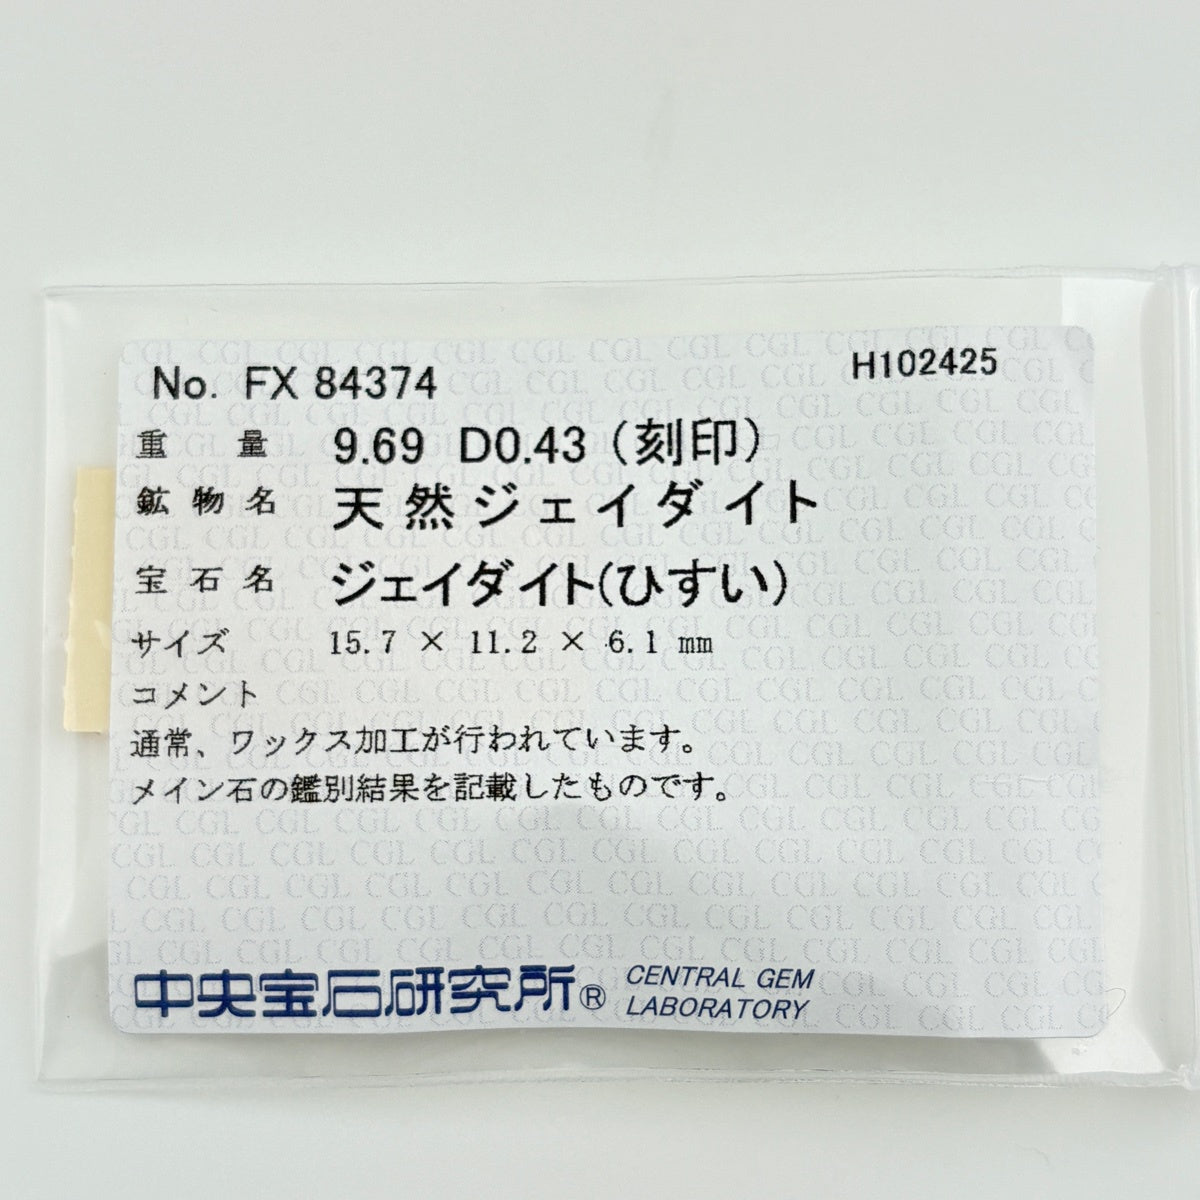 No. FX 84374 H102425
重量 9.69 D0.43 (刻印)
鉱物名 天然ジェイダイト
宝石名 ジェイダイト(ひすい)
サイズ 15.7 × 11.2 × 6.1 mm
コメント
通常、ワックス加工が行われています。
メイン石の鑑別結果を記載したものです。
中央宝石研究所® CENTRAL GEM
LABORATORY